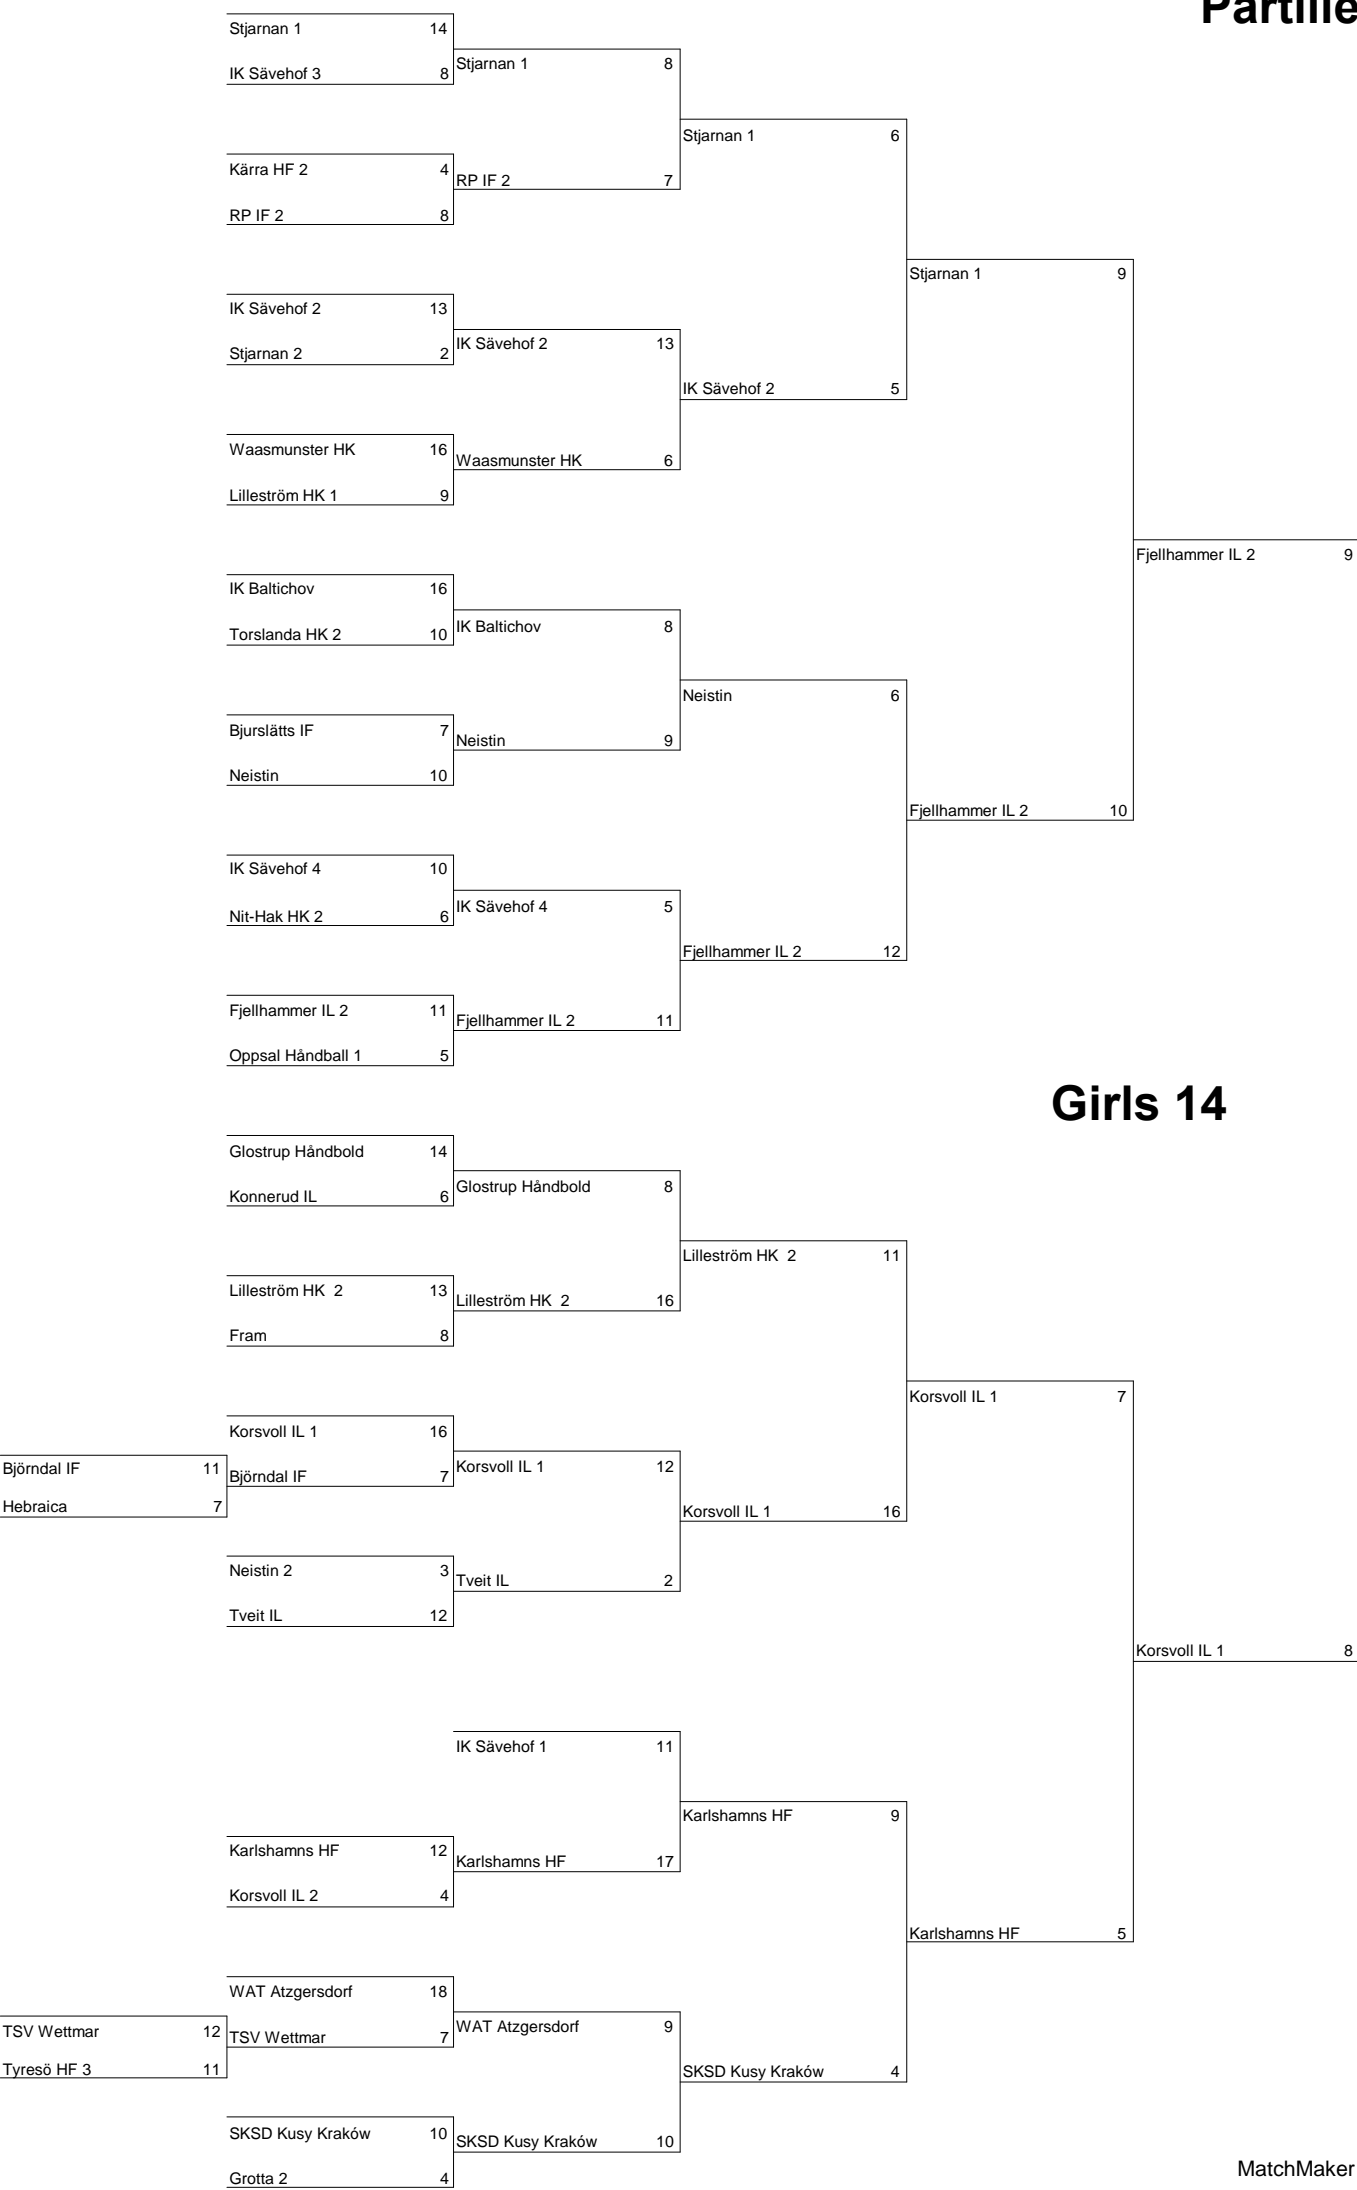 Partille
Stjarnan 1 14
IK Sävehof 3 8
Stjarnan 1 8
Stjarnan 1 6
Kärra HF 2 4
RP IF 2 7
RP IF 2 8
Stjarnan 1 9
IK Sävehof 2 13
Stjarnan 2 2
IK Sävehof 2 13
IK Sävehof 2 5
Waasmunster HK 16
Waasmunster HK 6
Lilleström HK 1 9
Fjellhammer IL 2 9
IK Baltichov 16
Torslanda HK 2 10
IK Baltichov 8
Neistin 6
Bjurslätts IF 7
Neistin 9
Neistin 10
Fjellhammer IL 2 10
IK Sävehof 4 10
Nit-Hak HK 2 6
IK Sävehof 4 5
Fjellhammer IL 2 12
Fjellhammer IL 2 11
Fjellhammer IL 2 11
Oppsal Håndball 1 5
Girls 14
Glostrup Håndbold 14
Konnerud IL 6
Glostrup Håndbold 8
Lilleström HK 2 11
Lilleström HK 2 13
Lilleström HK 2 16
Fram 8
Korsvoll IL 1 7
Korsvoll IL 1 16
Björndal IF 11
Björndal IF 7
Korsvoll IL 1 12
Hebraica 7
Korsvoll IL 1 16
Neistin 2 3
Tveit IL 2
Tveit IL 12
Korsvoll IL 1 8
IK Sävehof 1 11
Karlshamns HF 9
Karlshamns HF 12
Karlshamns HF 17
Korsvoll IL 2 4
Karlshamns HF 5
WAT Atzgersdorf 18
TSV Wettmar 12
TSV Wettmar 7
WAT Atzgersdorf 9
Tyresö HF 3 11
SKSD Kusy Kraków 4
SKSD Kusy Kraków 10
SKSD Kusy Kraków 10
Grotta 2 4
MatchMaker